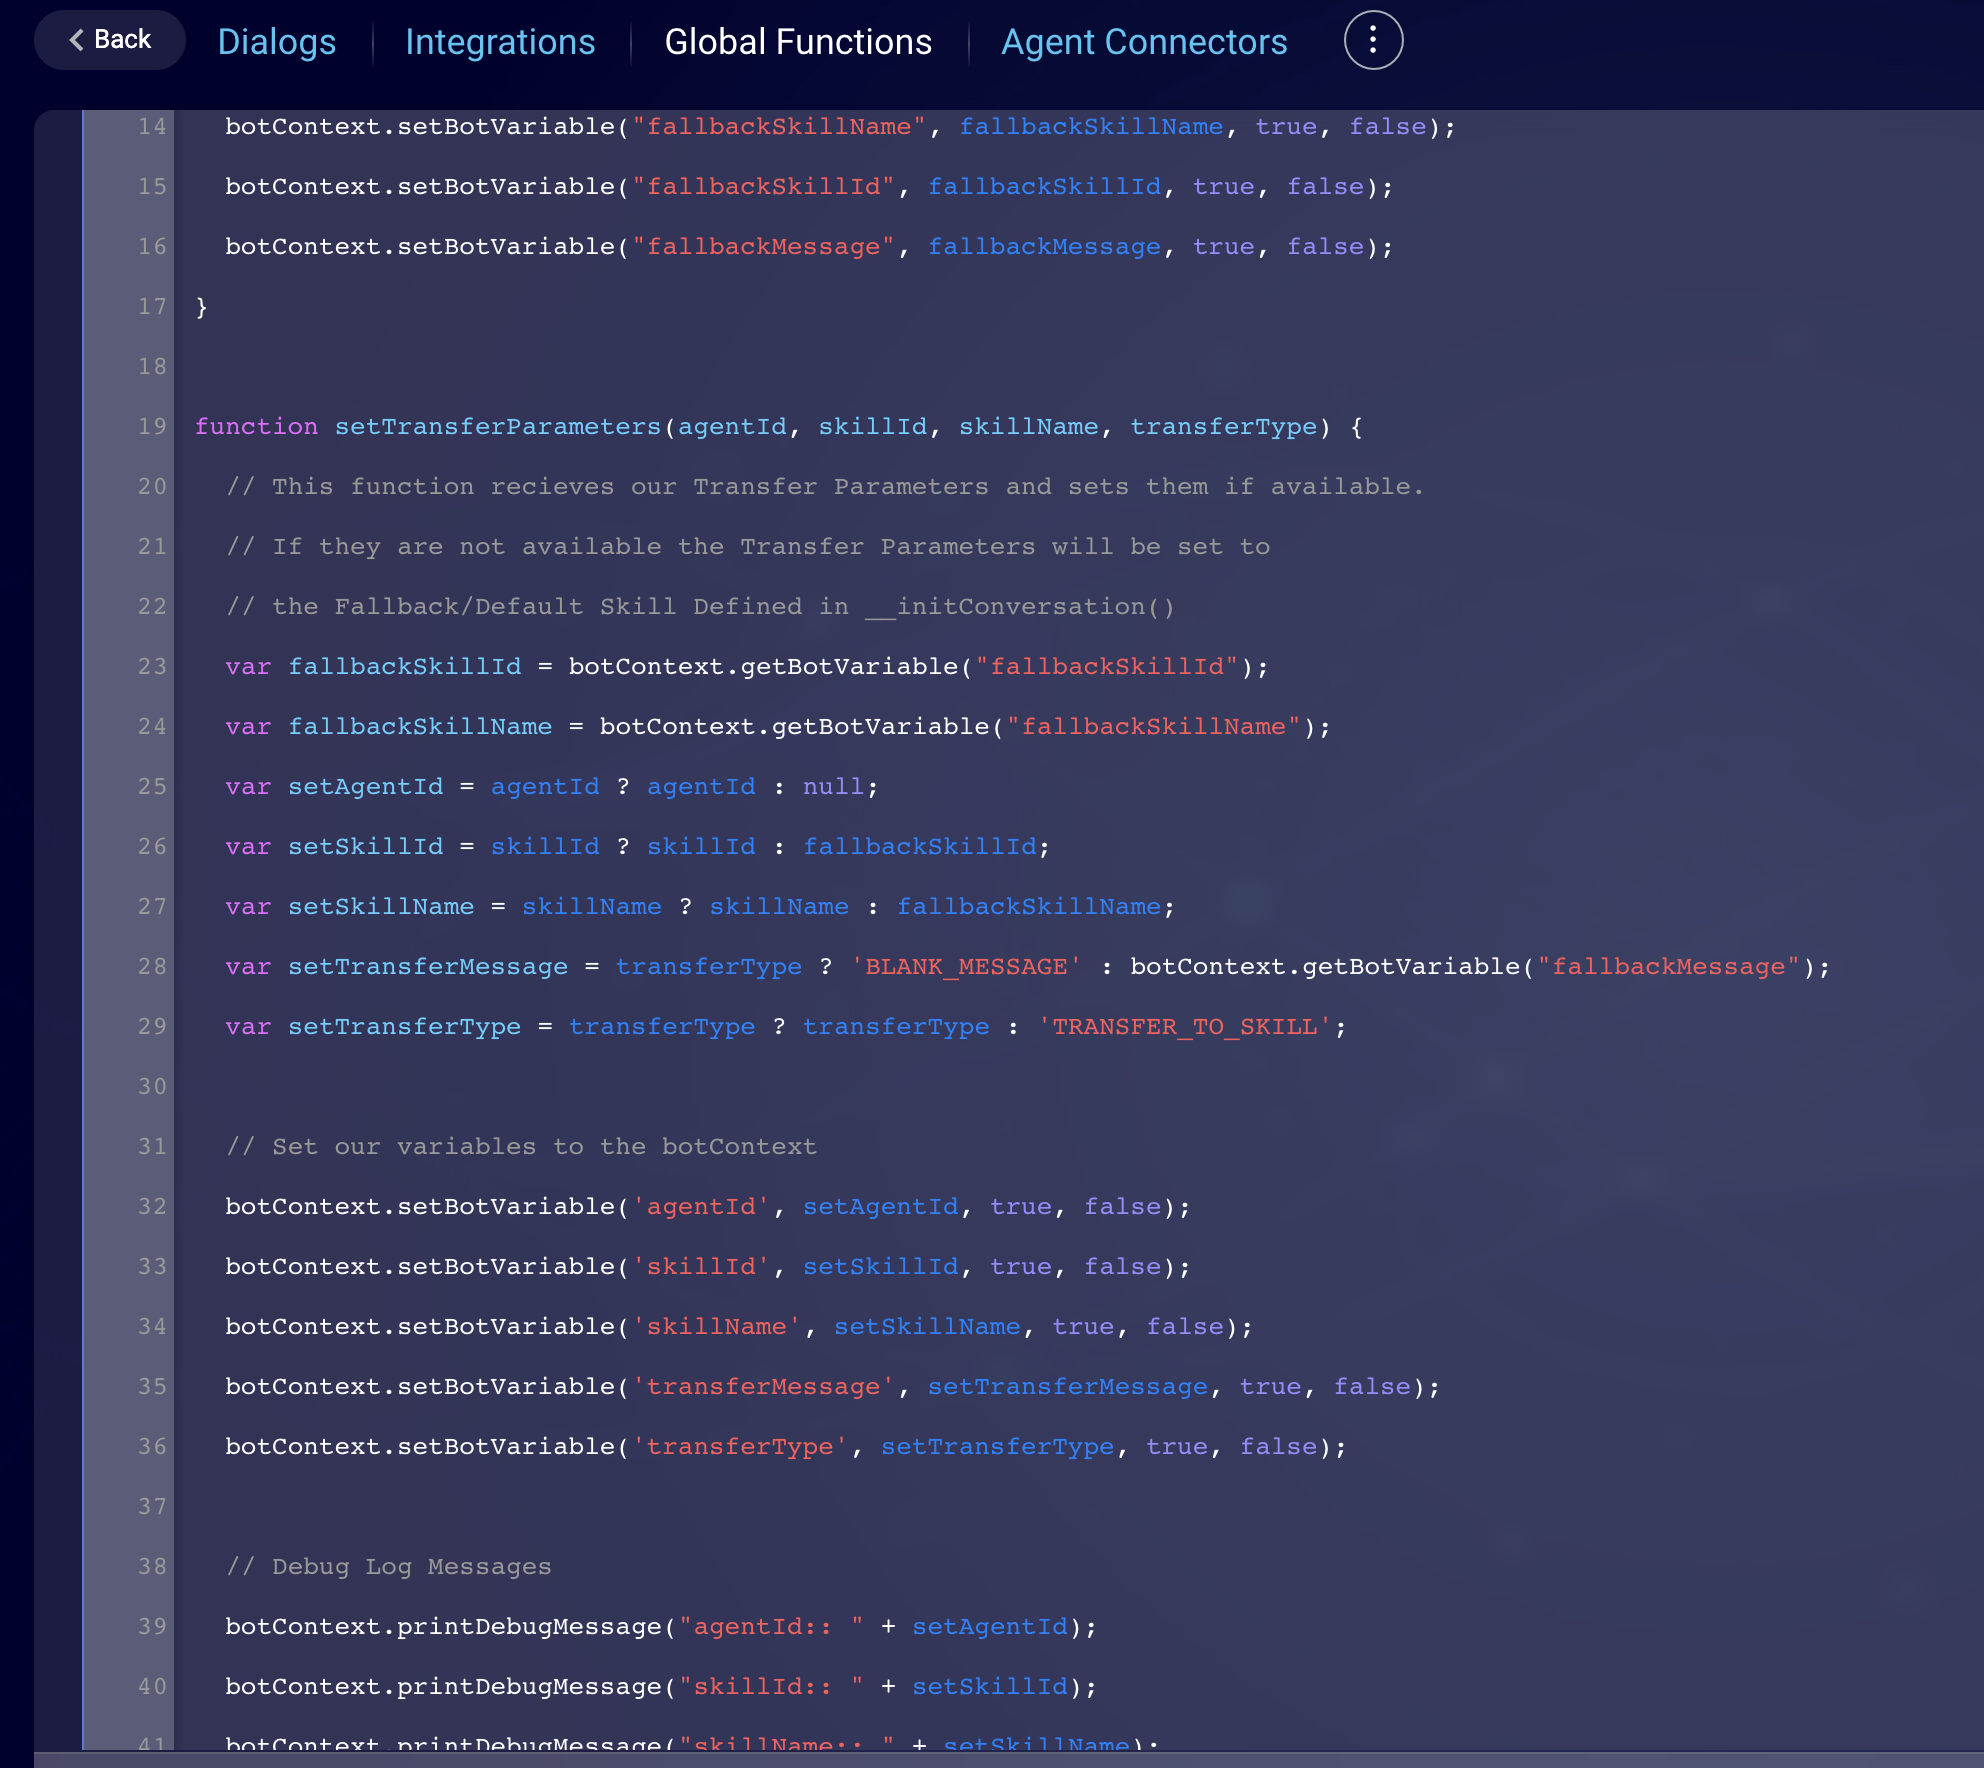 Back Dialogs Integrations Global Functions Agent Connectors
14 botContext.setBotVariable("fallbackSkillName", fallbackSkillName, true, false);
15 botContext.setBotVariable("fallbackSkillId", fallbackSkillId, true, false);
16 botContext.setBotVariable("fallbackMessage", fallbackMessage, true, false);
17 }
18
19 function setTransferParameters(agentId, skillId, skillName, transferType) {
20 // This function recieves our Transfer Parameters and sets them if available.
21 // If they are not available the Transfer Parameters will be set to
22 // the Fallback/Default Skill Defined in __initConversation()
23 var fallbackSkillId = botContext.getBotVariable("fallbackSkillId");
24 var fallbackSkillName = botContext.getBotVariable("fallbackSkillName");
25 var setAgentId = agentId ? agentId : null;
26 var setSkillId = skillId ? skillId : fallbackSkillId;
27 var setSkillName = skillName ? skillName : fallbackSkillName;
28 var setTransferMessage = transferType ? 'BLANK_MESSAGE' : botContext.getBotVariable("fallbackMessage");
29 var setTransferType = transferType ? transferType : 'TRANSFER_TO_SKILL';
30
31 // Set our variables to the botContext
32 botContext.setBotVariable('agentId', setAgentId, true, false);
33 botContext.setBotVariable('skillId', setSkillId, true, false);
34 botContext.setBotVariable('skillName', setSkillName, true, false);
35 botContext.setBotVariable('transferMessage', setTransferMessage, true, false);
36 botContext.setBotVariable('transferType', setTransferType, true, false);
37
38 // Debug Log Messages
39 botContext.printDebugMessage("agentId:: " + setAgentId);
40 botContext.printDebugMessage("skillId:: " + setSkillId);
41 botContext.printDebugMessage("skillName:: " + setSkillName);